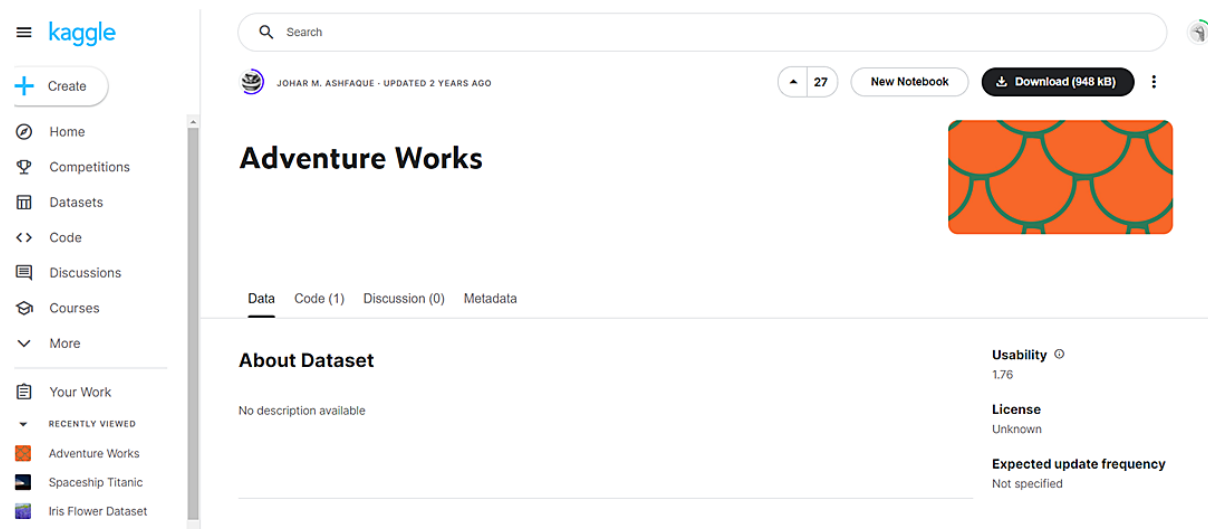 kaggle
Search
Create
JOHAR M. ASHFAQUE · UPDATED 2 YEARS AGO
27
New Notebook
Download (948 kB)
Home
Competitions
Datasets
Code
Discussions
Courses
More
Your Work
RECENTLY VIEWED
Adventure Works
Spaceship Titanic
Iris Flower Dataset
Adventure Works
Data Code (1) Discussion (0) Metadata
About Dataset
No description available
Usability
1.76
License
Unknown
Expected update frequency
Not specified